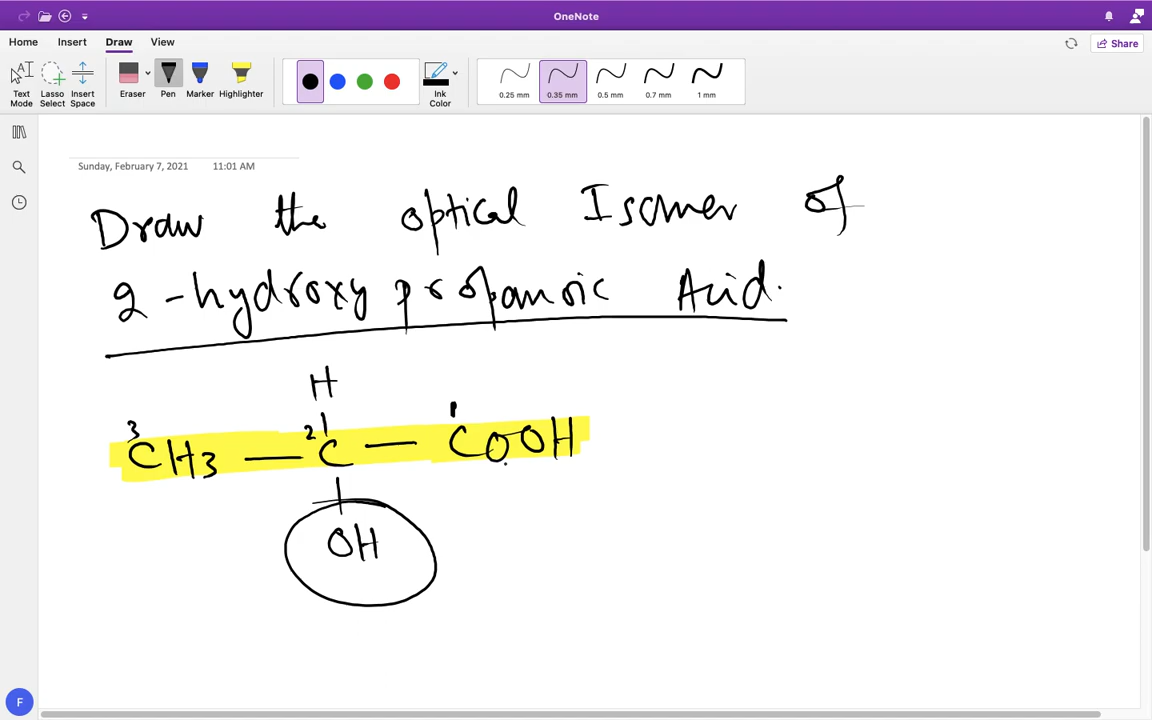 OneNote
Home Insert Draw View
Share
Text Mode
Lasso Select
Insert Space
Eraser
Pen
Marker
Highlighter
Ink Color
0.25 mm
0.35 mm
0.5 mm
0.7 mm
1 mm
Sunday, February 7, 2021 11:01 AM
Draw the optical Isomer of
2-hydroxy propanoic Acid.
H
3 2 1
CH3 — C — COOH
OH
F